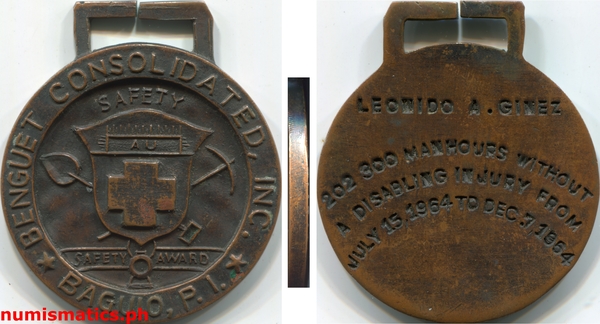 BENGUET CONSOLIDATED, INC.
SAFETY
AU
SAFETY AWARD
BAGUIO, P. I.
LEONIDO A. GINEZ
202 300 MANHOURS WITHOUT
A DISABLING INJURY FROM
JULY 15, 1964 TO DEC. 7, 1964
numismatics.ph